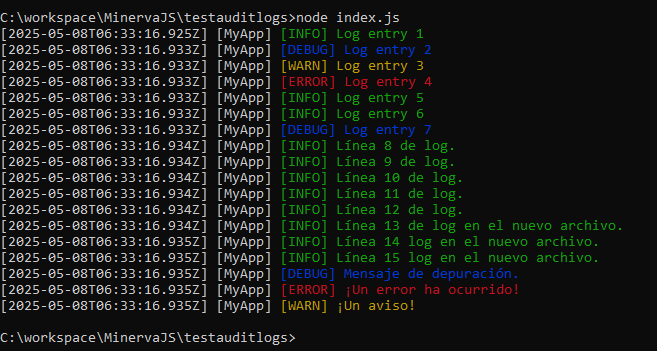 C:\workspace\MinervaJS\testauditlogs>node index.js
[2025-05-08T06:33:16.925Z] [MyApp] [INFO] Log entry 1
[2025-05-08T06:33:16.933Z] [MyApp] [DEBUG] Log entry 2
[2025-05-08T06:33:16.933Z] [MyApp] [WARN] Log entry 3
[2025-05-08T06:33:16.933Z] [MyApp] [ERROR] Log entry 4
[2025-05-08T06:33:16.933Z] [MyApp] [INFO] Log entry 5
[2025-05-08T06:33:16.933Z] [MyApp] [INFO] Log entry 6
[2025-05-08T06:33:16.933Z] [MyApp] [DEBUG] Log entry 7
[2025-05-08T06:33:16.934Z] [MyApp] [INFO] Línea 8 de log.
[2025-05-08T06:33:16.934Z] [MyApp] [INFO] Línea 9 de log.
[2025-05-08T06:33:16.934Z] [MyApp] [INFO] Línea 10 de log.
[2025-05-08T06:33:16.934Z] [MyApp] [INFO] Línea 11 de log.
[2025-05-08T06:33:16.934Z] [MyApp] [INFO] Línea 12 de log.
[2025-05-08T06:33:16.934Z] [MyApp] [INFO] Línea 13 de log en el nuevo archivo.
[2025-05-08T06:33:16.935Z] [MyApp] [INFO] Línea 14 log en el nuevo archivo.
[2025-05-08T06:33:16.935Z] [MyApp] [INFO] Línea 15 log en el nuevo archivo.
[2025-05-08T06:33:16.935Z] [MyApp] [DEBUG] Mensaje de depuración.
[2025-05-08T06:33:16.935Z] [MyApp] [ERROR] ¡Un error ha ocurrido!
[2025-05-08T06:33:16.935Z] [MyApp] [WARN] ¡Un aviso!
C:\workspace\MinervaJS\testauditlogs>